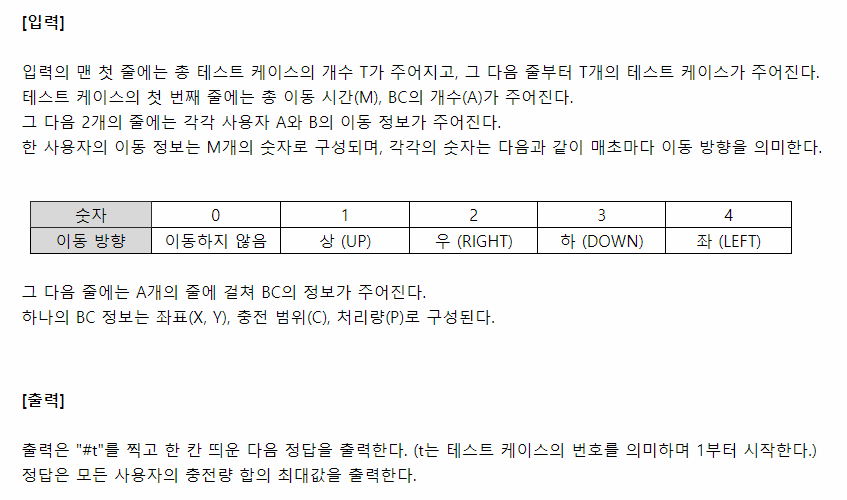 [입력]
입력의 맨 첫 줄에는 총 테스트 케이스의 개수 T가 주어지고, 그 다음 줄부터 T개의 테스트 케이스가 주어진다.
테스트 케이스의 첫 번째 줄에는 총 이동 시간(M), BC의 개수(A)가 주어진다.
그 다음 2개의 줄에는 각각 사용자 A와 B의 이동 정보가 주어진다.
한 사용자의 이동 정보는 M개의 숫자로 구성되며, 각각의 숫자는 다음과 같이 매초마다 이동 방향을 의미한다.
숫자 0 1 2 3 4
이동 방향 이동하지 않음 상 (UP) 우 (RIGHT) 하 (DOWN) 좌 (LEFT)
그 다음 줄에는 A개의 줄에 걸쳐 BC의 정보가 주어진다.
하나의 BC 정보는 좌표(X, Y), 충전 범위(C), 처리량(P)로 구성된다.
[출력]
출력은 "#t"를 찍고 한 칸 띄운 다음 정답을 출력한다. (t는 테스트 케이스의 번호를 의미하며 1부터 시작한다.)
정답은 모든 사용자의 충전량 합의 최대값을 출력한다.